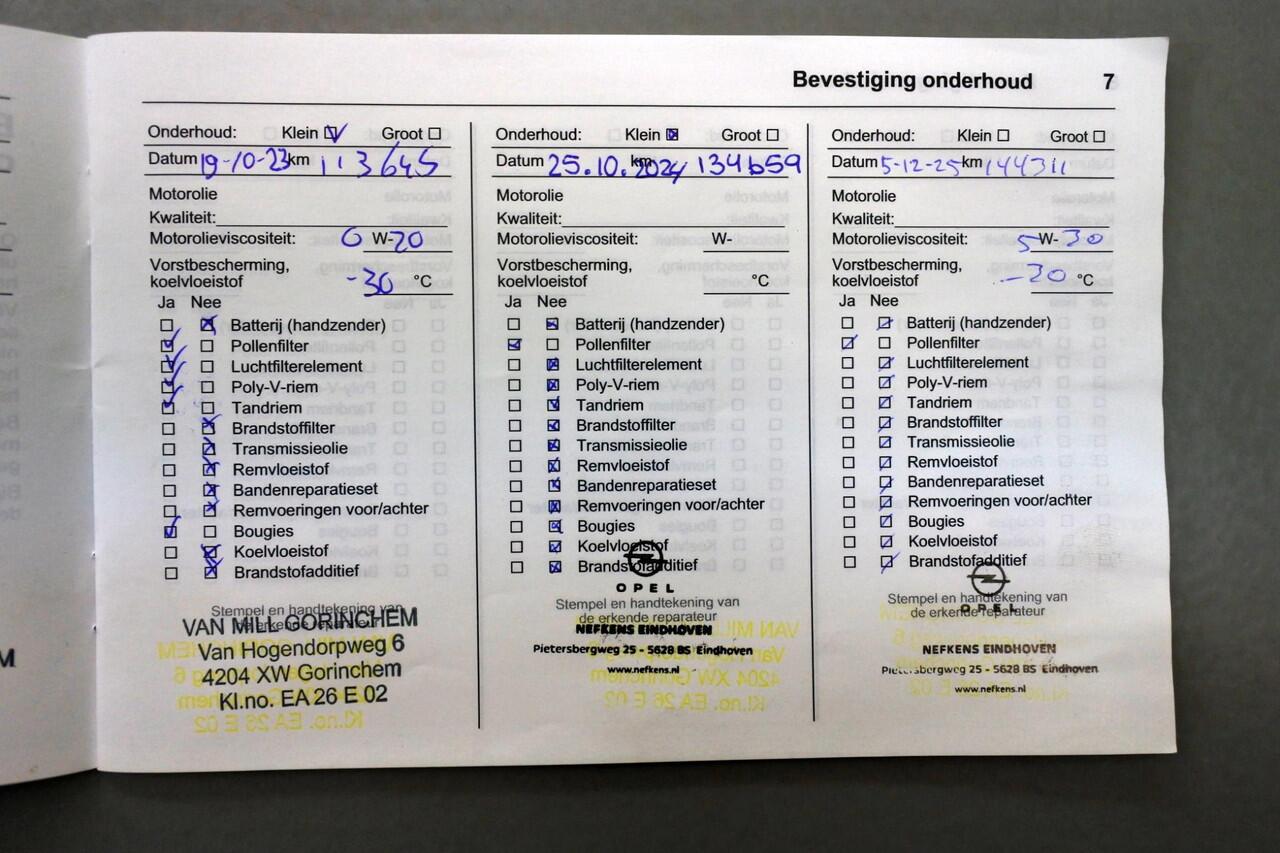 Bevestiging onderhoud 7
Onderhoud: Klein Groot
Datum 19-10-23 km 113645
Motorolie
Kwaliteit:
Motorolieviscositeit: 0 W-20
Vorstbescherming,
koelvloeistof -30 °C
Ja Nee
Batterij (handzender)
Pollenfilter
Luchtfilterelement
Poly-V-riem
Tandriem
Brandstoffilter
Transmissieolie
Remvloeistof
Bandenreparatieset
Remvoeringen voor/achter
Bougies
Koelvloeistof
Brandstofadditief
Stempel en handtekening van
de erkende reparateur
VAN MILL GORINCHEM
Van Hogendorpweg 6
4204 XW Gorinchem
Kl.no. EA 26 E 02
Onderhoud: Klein Groot
Datum 25.10.2024 km 134659
Motorolie
Kwaliteit:
Motorolieviscositeit: W-
Vorstbescherming,
koelvloeistof °C
Ja Nee
Batterij (handzender)
Pollenfilter
Luchtfilterelement
Poly-V-riem
Tandriem
Brandstoffilter
Transmissieolie
Remvloeistof
Bandenreparatieset
Remvoeringen voor/achter
Bougies
Koelvloeistof
Brandstofadditief
OPEL
Stempel en handtekening van
de erkende reparateur
NEFKENS EINDHOVEN
Pietersbergweg 25 - 5628 BS Eindhoven
www.nefkens.nl
Onderhoud: Klein Groot
Datum 5-12-25 km 144311
Motorolie
Kwaliteit:
Motorolieviscositeit: 5 W-30
Vorstbescherming,
koelvloeistof -30 °C
Ja Nee
Batterij (handzender)
Pollenfilter
Luchtfilterelement
Poly-V-riem
Tandriem
Brandstoffilter
Transmissieolie
Remvloeistof
Bandenreparatieset
Remvoeringen voor/achter
Bougies
Koelvloeistof
Brandstofadditief
Stempel en handtekening van
de erkende reparateur
OPEL
NEFKENS EINDHOVEN
Pietersbergweg 25 - 5628 BS Eindhoven
www.nefkens.nl